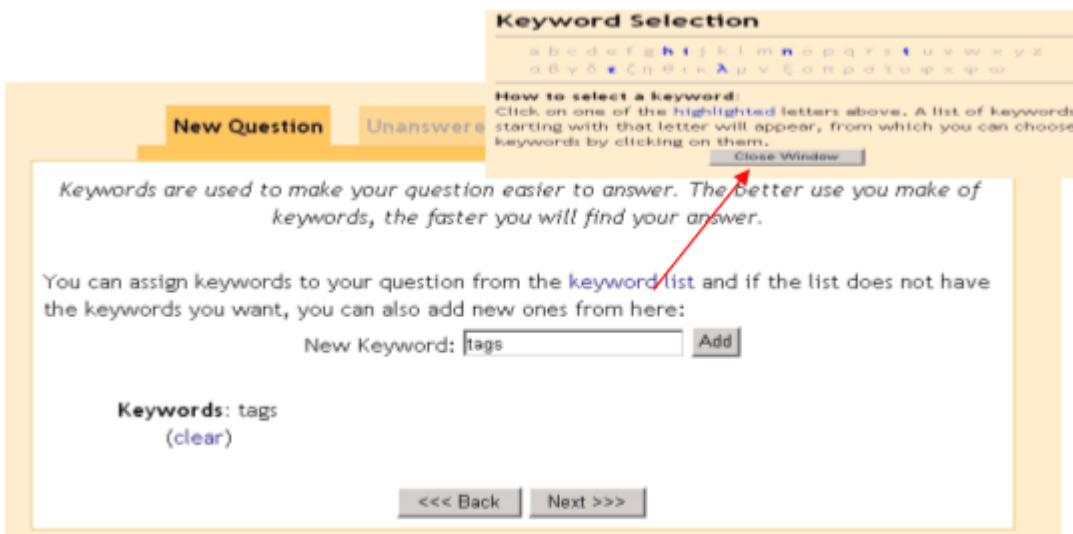 Keyword Selection
a b c d e f g h i j k l m n o p q r s t u v w x y z
α β γ δ ε ζ η θ ι κ λ μ ν ξ ο π ρ σ τ υ φ χ ψ ω
How to select a keyword:
Click on one of the highlighted letters above. A list of keywords
starting with that letter will appear, from which you can choose
keywords by clicking on them.
Close Window
New Question
Unanswere
Keywords are used to make your question easier to answer. The better use you make of
keywords, the faster you will find your answer.
You can assign keywords to your question from the keyword list and if the list does not have
the keywords you want, you can also add new ones from here:
New Keyword: tags Add
Keywords: tags
(clear)
<<< Back Next >>>